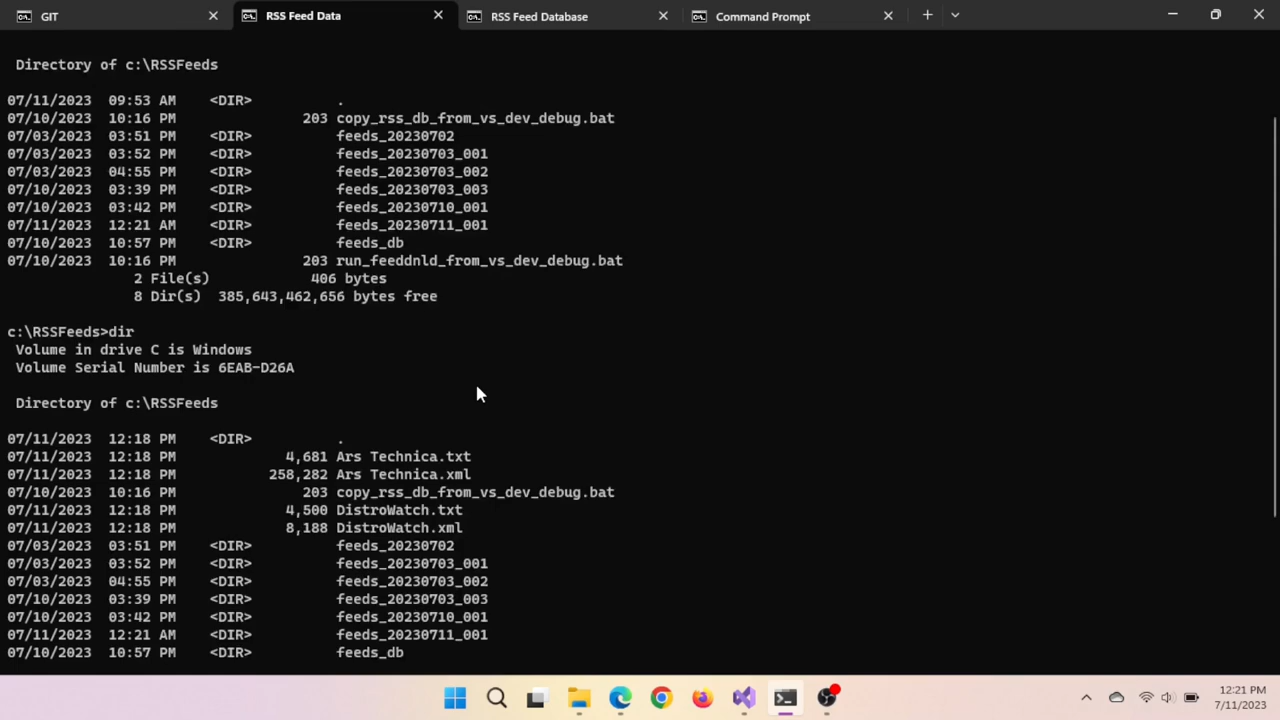 GIT
RSS Feed Data
RSS Feed Database
Command Prompt
Directory of c:\RSSFeeds
07/11/2023  09:53 AM    <DIR>          .
07/10/2023  10:16 PM               203 copy_rss_db_from_vs_dev_debug.bat
07/03/2023  03:51 PM    <DIR>          feeds_20230702
07/03/2023  03:52 PM    <DIR>          feeds_20230703_001
07/03/2023  04:55 PM    <DIR>          feeds_20230703_002
07/10/2023  03:39 PM    <DIR>          feeds_20230703_003
07/10/2023  03:42 PM    <DIR>          feeds_20230710_001
07/11/2023  12:21 AM    <DIR>          feeds_20230711_001
07/10/2023  10:57 PM    <DIR>          feeds_db
07/10/2023  10:16 PM               203 run_feeddnld_from_vs_dev_debug.bat
2 File(s)            406 bytes
8 Dir(s)  385,643,462,656 bytes free
c:\RSSFeeds>dir
Volume in drive C is Windows
Volume Serial Number is 6EAB-D26A
Directory of c:\RSSFeeds
07/11/2023  12:18 PM    <DIR>          .
07/11/2023  12:18 PM             4,681 Ars Technica.txt
07/11/2023  12:18 PM           258,282 Ars Technica.xml
07/10/2023  10:16 PM               203 copy_rss_db_from_vs_dev_debug.bat
07/11/2023  12:18 PM             4,500 DistroWatch.txt
07/11/2023  12:18 PM             8,188 DistroWatch.xml
07/03/2023  03:51 PM    <DIR>          feeds_20230702
07/03/2023  03:52 PM    <DIR>          feeds_20230703_001
07/03/2023  04:55 PM    <DIR>          feeds_20230703_002
07/10/2023  03:39 PM    <DIR>          feeds_20230703_003
07/10/2023  03:42 PM    <DIR>          feeds_20230710_001
07/11/2023  12:21 AM    <DIR>          feeds_20230711_001
07/10/2023  10:57 PM    <DIR>          feeds_db
12:21 PM
7/11/2023